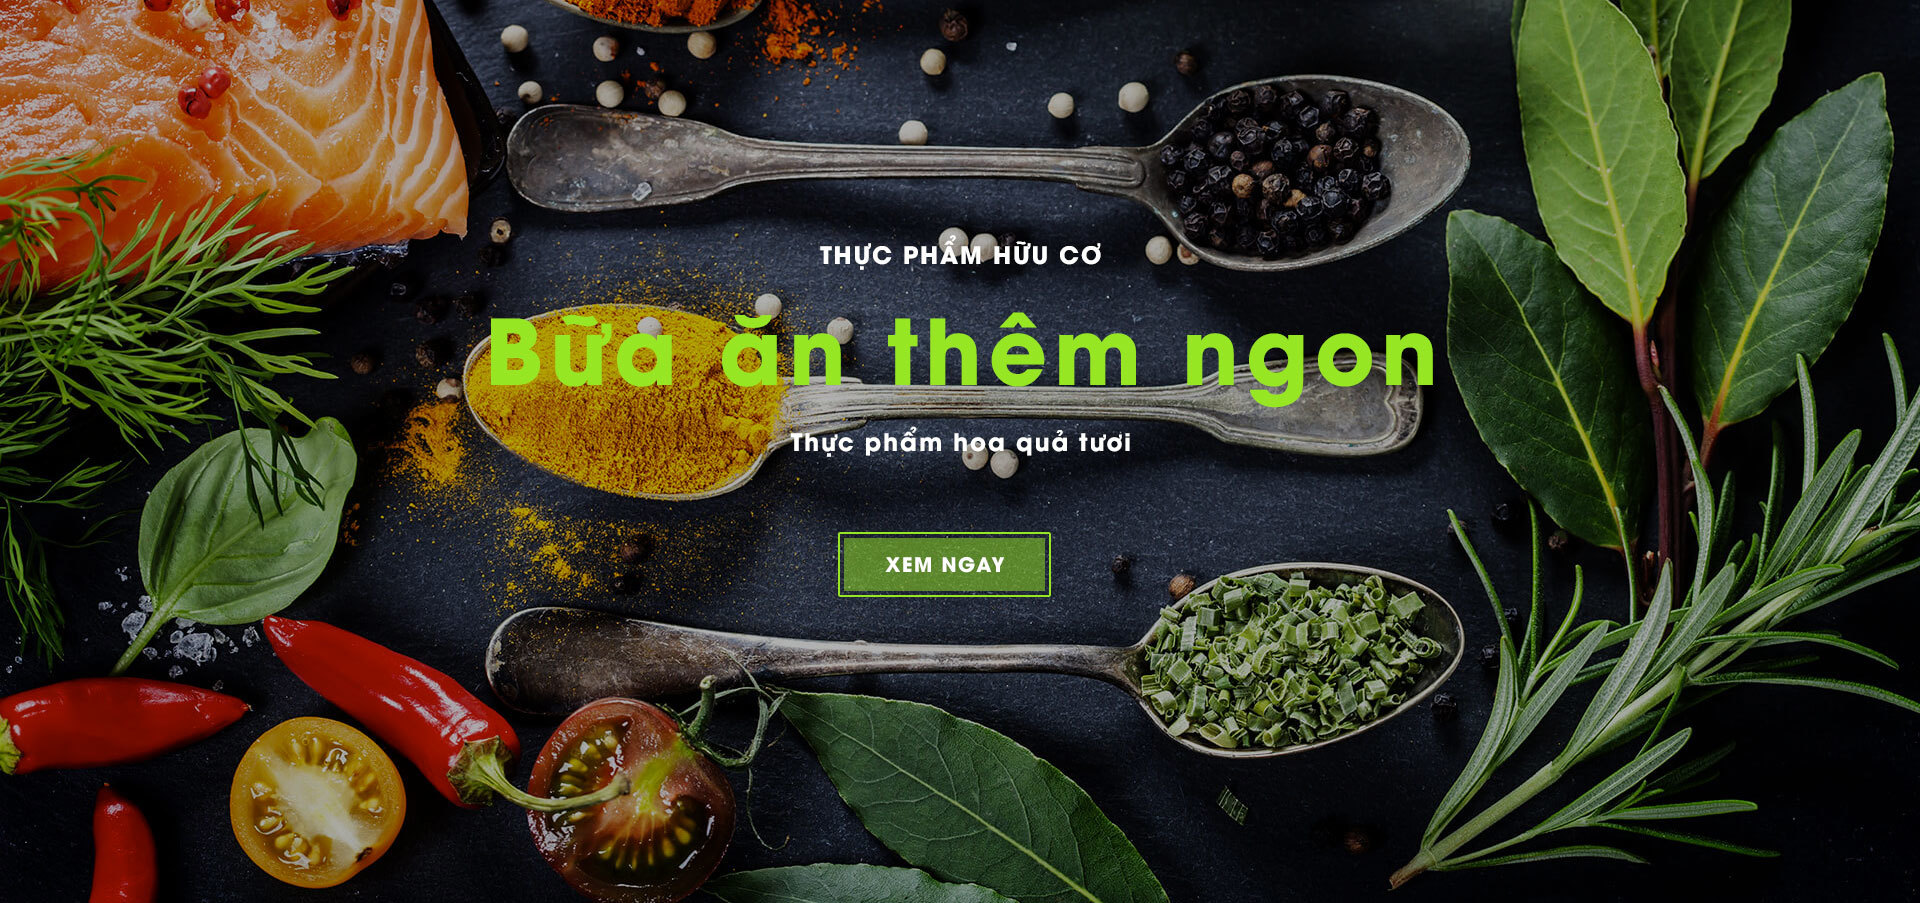 THỰC PHẨM HỮU CƠ
Bữa ăn thêm ngon
Thực phẩm hoa quả tươi
XEM NGAY